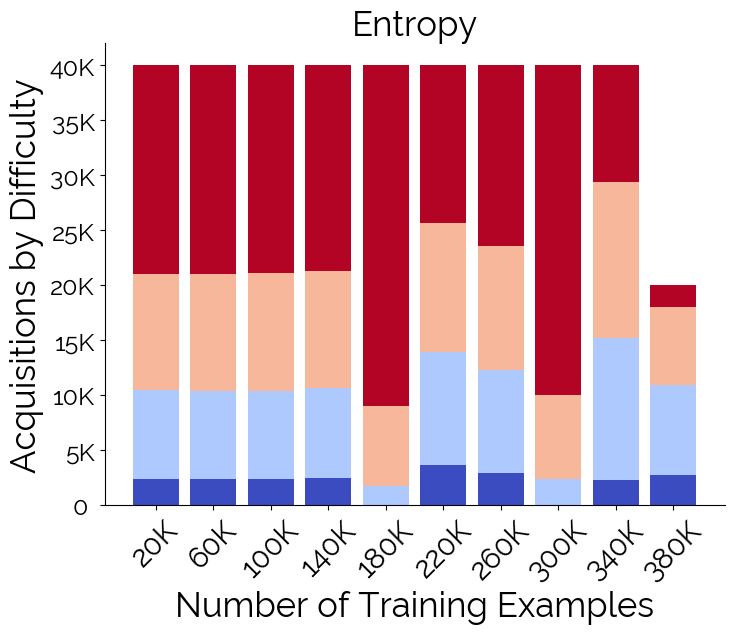 Entropy
Acquisitions by Difficulty
40K
35K
30K
25K
20K
15K
10K
5K
0
20K
60K
100K
140K
180K
220K
260K
300K
340K
380K
Number of Training Examples